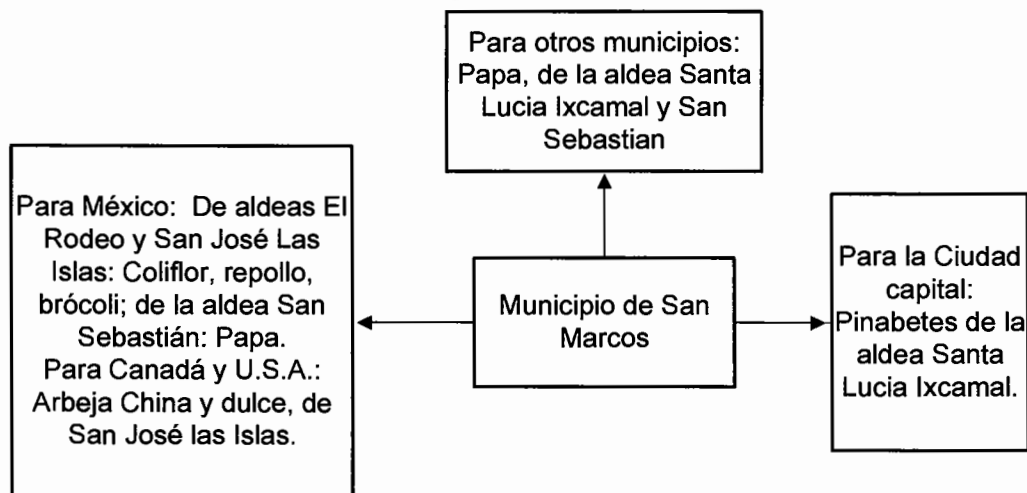 Para otros municipios:
Papa, de la aldea Santa
Lucia Ixcamal y San
Sebastian
Para México: De aldeas El
Rodeo y San José Las
Islas: Coliflor, repollo,
brócoli; de la aldea San
Sebastián: Papa.
Para Canadá y U.S.A.:
Arbeja China y dulce, de
San José las Islas.
Municipio de San
Marcos
Para la Ciudad
capital:
Pinabetes de la
aldea Santa
Lucia Ixcamal.